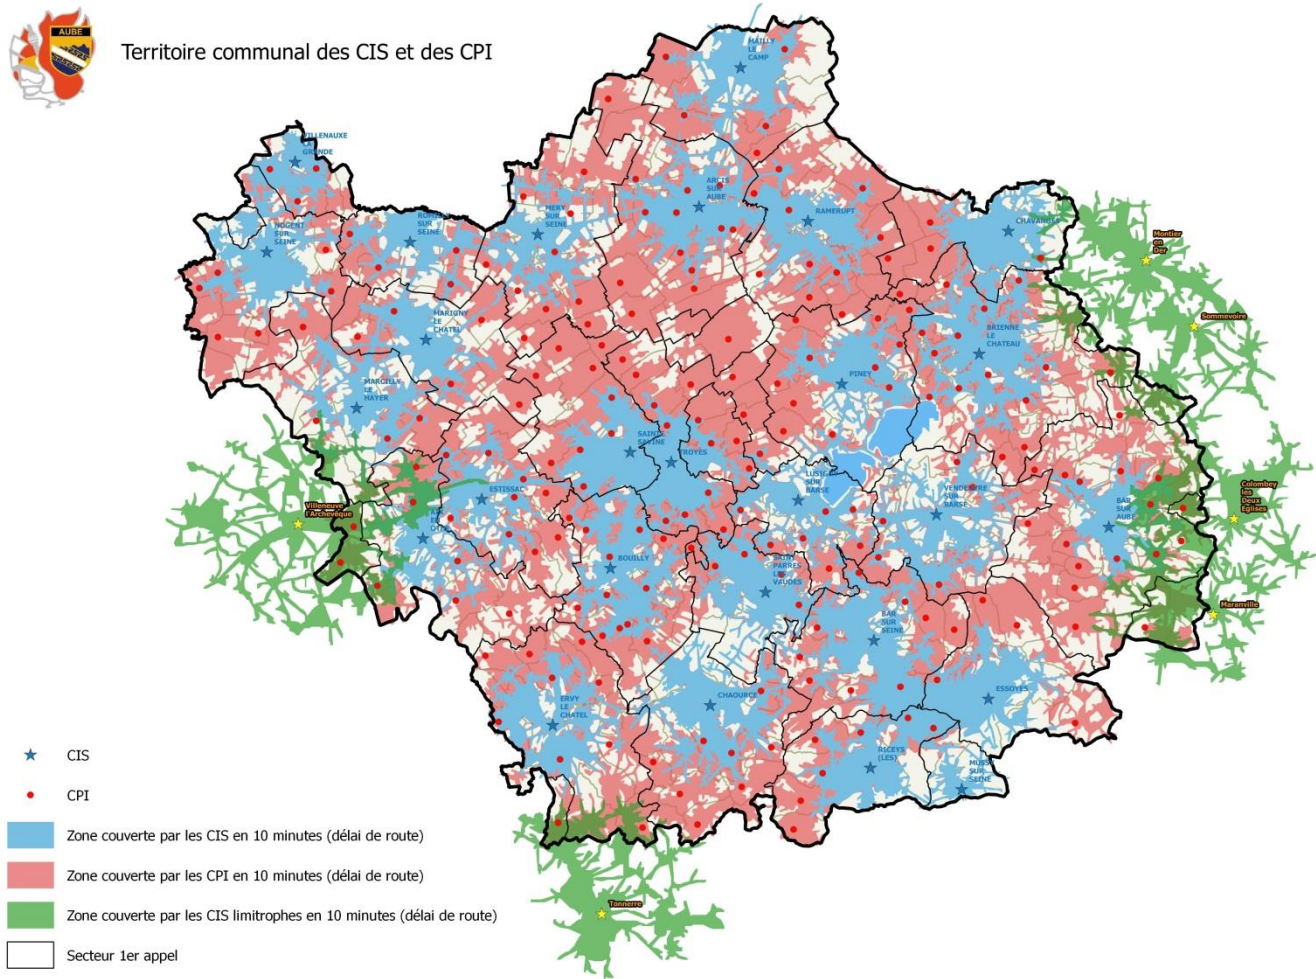 AUBE
Territoire communal des CIS et des CPI
MAILLY
LE
CAMP
VILLENAUXE
LA
GRANDE
ARCIS
SUR
AUBE
MERY
SUR
SEINE
RAMERUPT
CHAVANGES
NOGENT
SUR
SEINE
ROMILLY
SUR
SEINE
Montier
en
Der
Sommevoire
MARIGNY
LE
CHATEL
BRIENNE
LE
CHATEAU
PINEY
MARCILLY
LE
HAYER
SAINTE
SAVINE
TROYES
LUSIGNY
SUR
BARSE
VENDEUVRE
SUR
BARSE
ESTISSAC
Villeneuve
l'Archevêque
AIX
EN
OTHE
BAR
SUR
AUBE
Colombey
les
Deux
Eglises
BOUILLY
SAINT
PARRES
LES
VAUDES
BAR
SUR
SEINE
Maranville
ERVY
LE
CHATEL
CHAOURCE
ESSOYES
RICEYS
(LES)
MUSSY
SUR
SEINE
Tonnerre
CIS
CPI
Zone couverte par les CIS en 10 minutes (délai de route)
Zone couverte par les CPI en 10 minutes (délai de route)
Zone couverte par les CIS limitrophes en 10 minutes (délai de route)
Secteur 1er appel